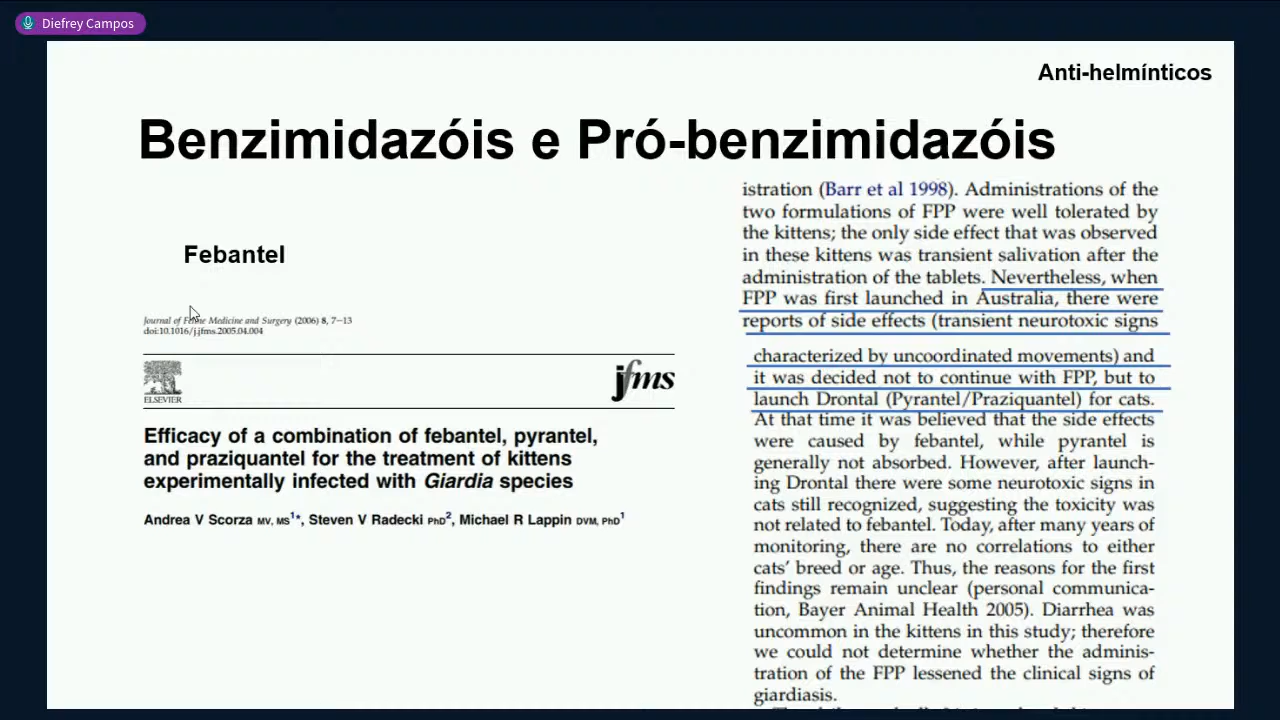 Diefrey Campos
Anti-helmínticos
Benzimidazóis e Pró-benzimidazóis
Febantel
Journal of Feline Medicine and Surgery (2006) 8, 7–13
doi:10.1016/j.jfms.2005.04.004
ELSEVIER
jfms
Efficacy of a combination of febantel, pyrantel,
and praziquantel for the treatment of kittens
experimentally infected with Giardia species
Andrea V Scorza MV, MS1*, Steven V Radecki PhD2, Michael R Lappin DVM, PhD1
istration (Barr et al 1998). Administrations of the
two formulations of FPP were well tolerated by
the kittens; the only side effect that was observed
in these kittens was transient salivation after the
administration of the tablets. Nevertheless, when
FPP was first launched in Australia, there were
reports of side effects (transient neurotoxic signs
characterized by uncoordinated movements) and
it was decided not to continue with FPP, but to
launch Drontal (Pyrantel/Praziquantel) for cats.
At that time it was believed that the side effects
were caused by febantel, while pyrantel is
generally not absorbed. However, after launch-
ing Drontal there were some neurotoxic signs in
cats still recognized, suggesting the toxicity was
not related to febantel. Today, after many years of
monitoring, there are no correlations to either
cats' breed or age. Thus, the reasons for the first
findings remain unclear (personal communica-
tion, Bayer Animal Health 2005). Diarrhea was
uncommon in the kittens in this study; therefore
we could not determine whether the adminis-
tration of the FPP lessened the clinical signs of
giardiasis.